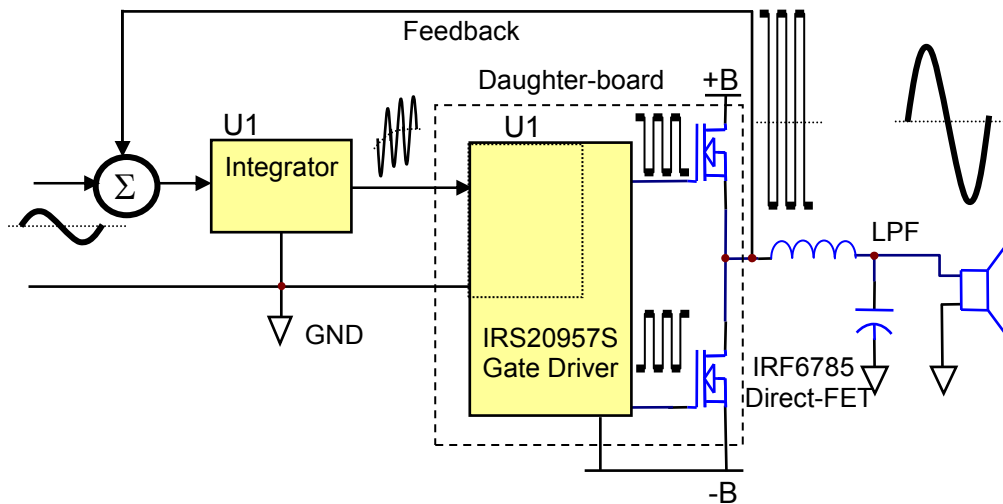 Feedback
Daughter-board
+B
U1
U1
Integrator
Σ
LPF
GND
IRS20957S
Gate Driver
IRF6785
Direct-FET
-B